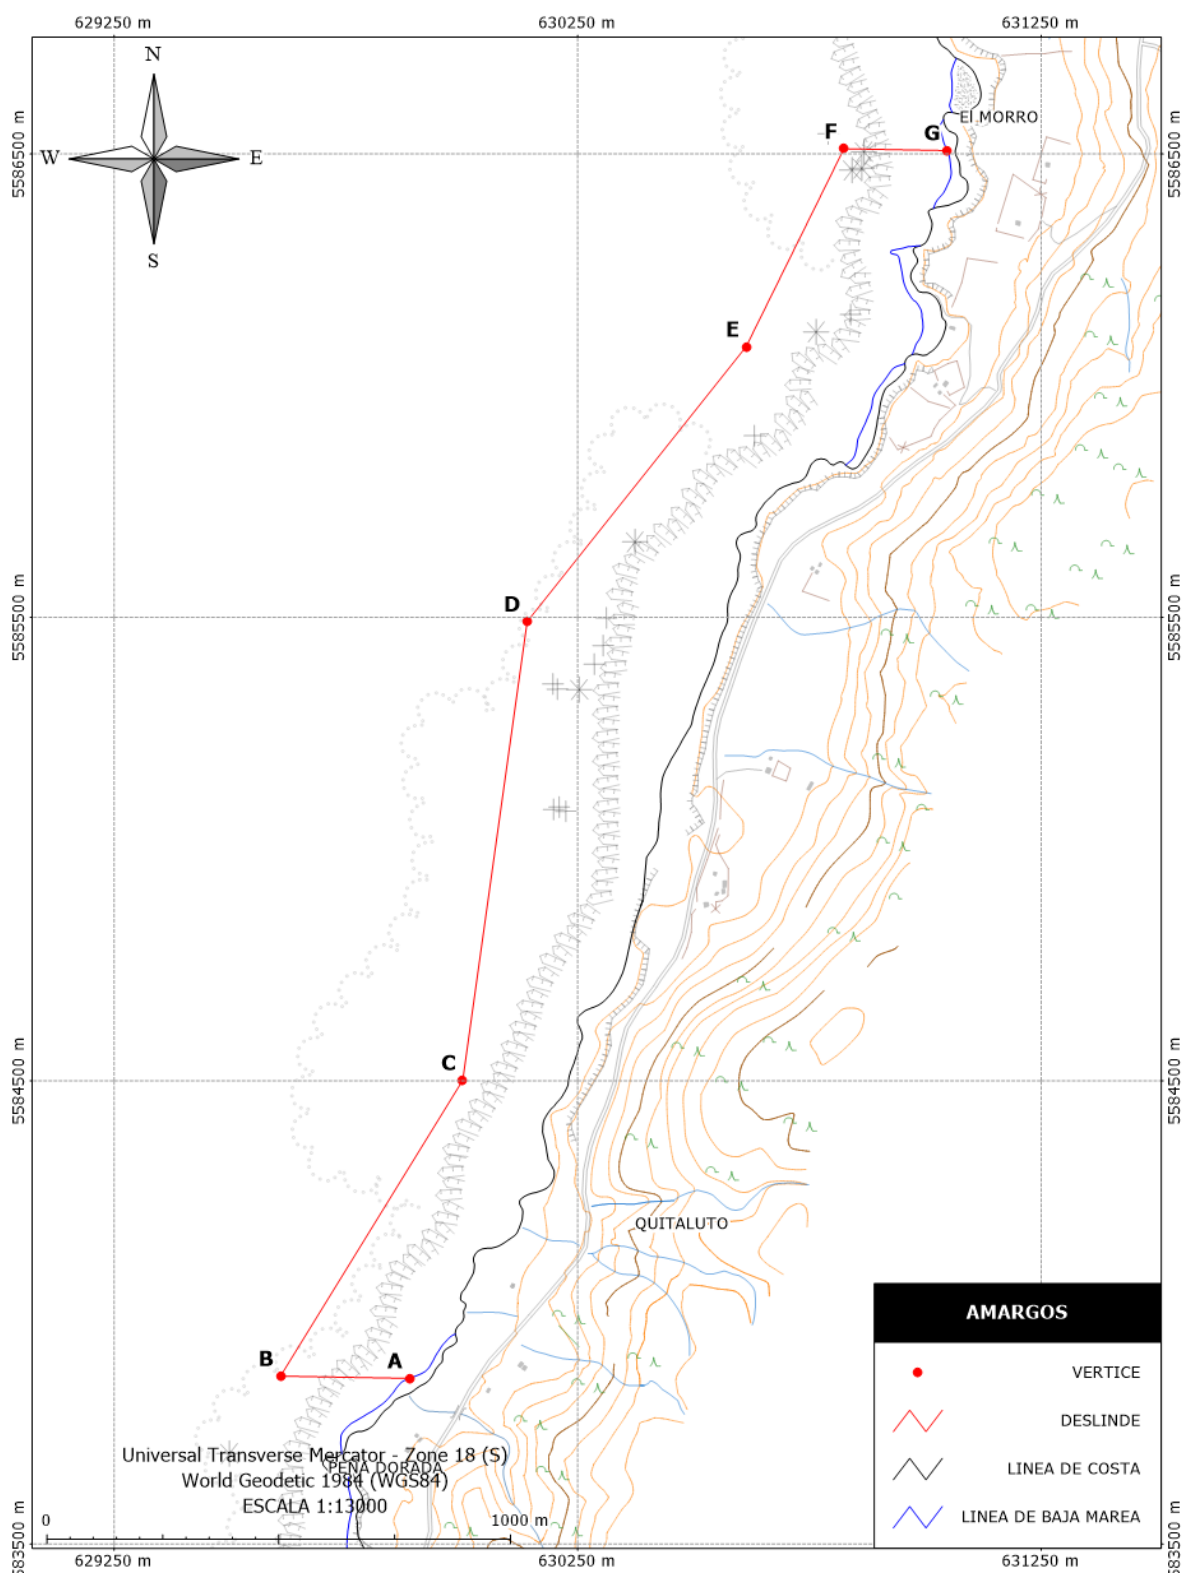 629250 m
630250 m
631250 m
N
W
E
S
El MORRO
F
G
5586500 m
5586500 m
E
D
5585500 m
5585500 m
C
5584500 m
5584500 m
QUITALUTO
B
A
AMARGOS
VERTICE
DESLINDE
LINEA DE COSTA
LINEA DE BAJA MAREA
Universal Transverse Mercator - Zone 18 (S)
PEÑA DORADA
World Geodetic 1984 (WGS84)
ESCALA 1:13000
0
1000 m
5583500 m
5583500 m
629250 m
630250 m
631250 m